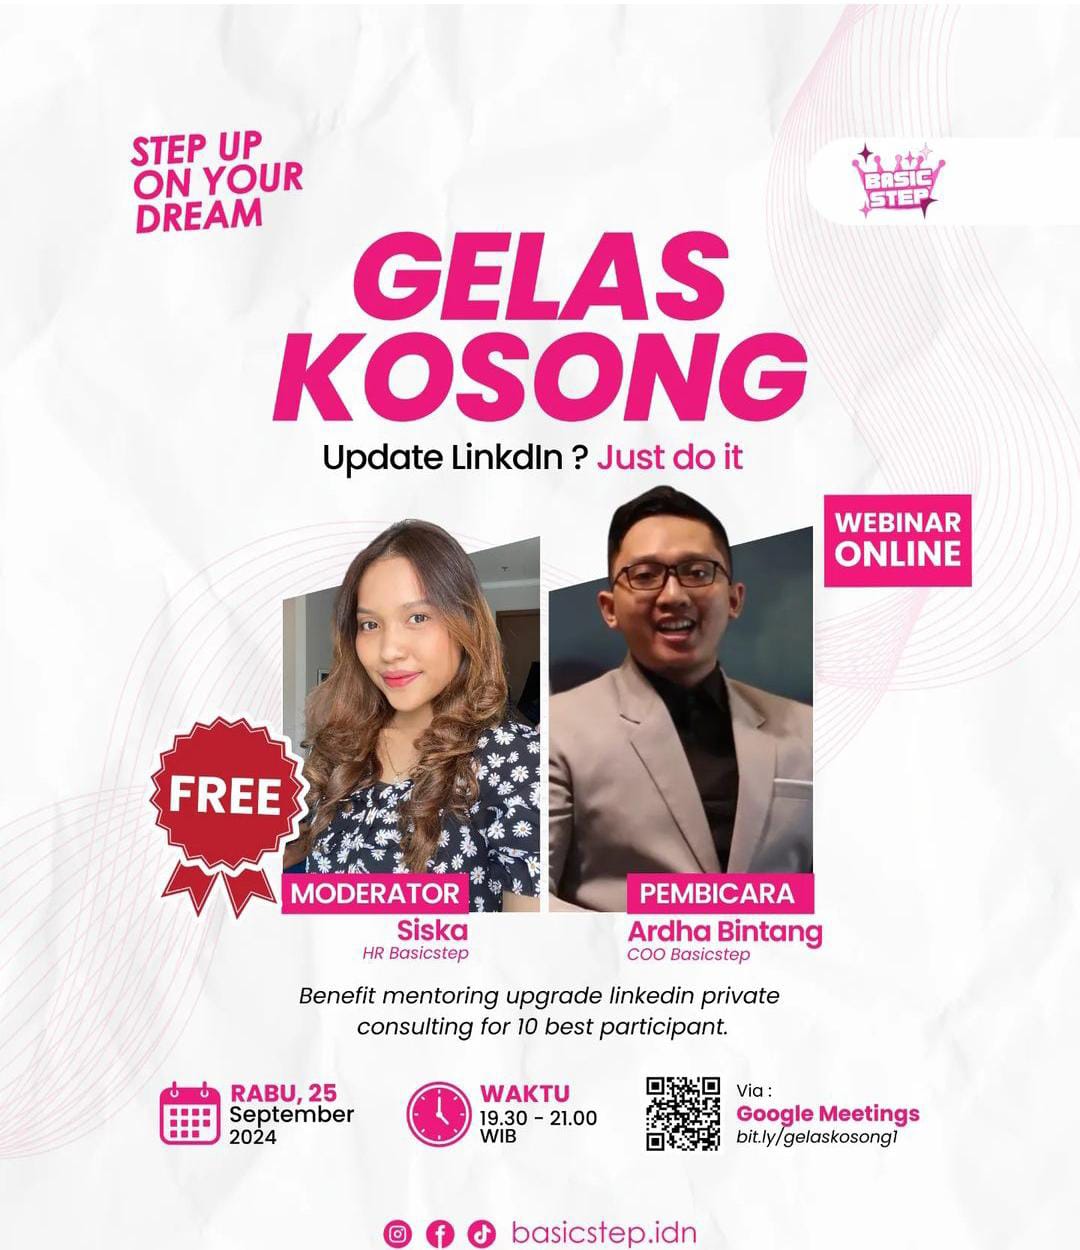 STEP UP
ON YOUR
DREAM
BASIC
STEP
GELAS
KOSONG
Update LinkdIn ? Just do it
WEBINAR
ONLINE
FREE
MODERATOR
Siska
HR Basicstep
PEMBICARA
Ardha Bintang
COO Basicstep
Benefit mentoring upgrade linkedin private
consulting for 10 best participant.
RABU, 25
September
2024
WAKTU
19.30 - 21.00
WIB
Via :
Google Meetings
bit.ly/gelaskosong1
basicstep.idn